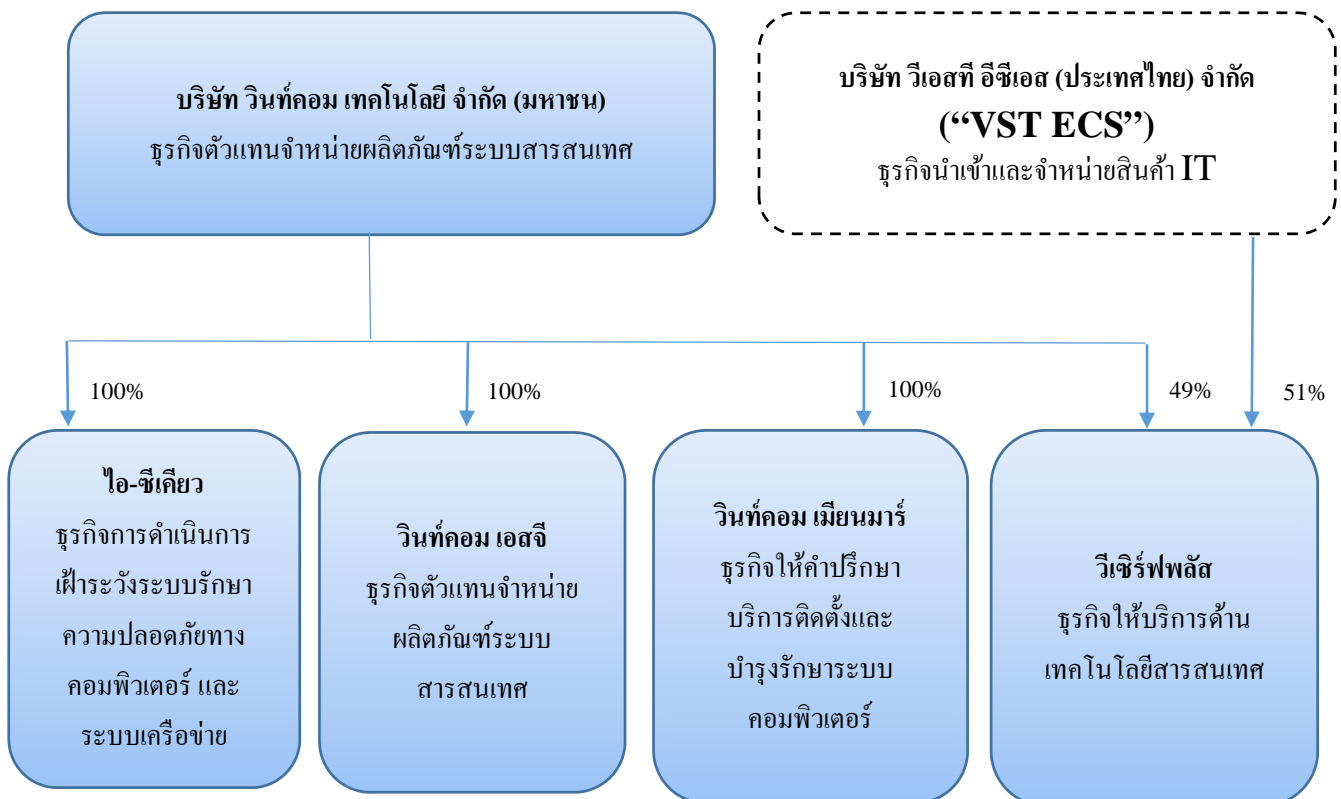 บริษัท วินท์คอม เทคโนโลยี จำกัด (มหาชน)
ธุรกิจตัวแทนจำหน่ายผลิตภัณฑ์ระบบสารสนเทศ
บริษัท วีเอสที อีซีเอส (ประเทศไทย) จำกัด
(“VST ECS”)
ธุรกิจนำเข้าและจำหน่ายสินค้า IT
100%
100%
100%
49%
51%
ไอ-ซีเคียว
ธุรกิจการดำเนินการ
เฝ้าระวังระบบรักษา
ความปลอดภัยทาง
คอมพิวเตอร์ และ
ระบบเครือข่าย
วินท์คอม เอสจี
ธุรกิจตัวแทนจำหน่าย
ผลิตภัณฑ์ระบบ
สารสนเทศ
วินท์คอม เมียนมาร์
ธุรกิจให้คำปรึกษา
บริการติดตั้งและ
บำรุงรักษาระบบ
คอมพิวเตอร์
วีเซิร์ฟพลัส
ธุรกิจให้บริการด้าน
เทคโนโลยีสารสนเทศ